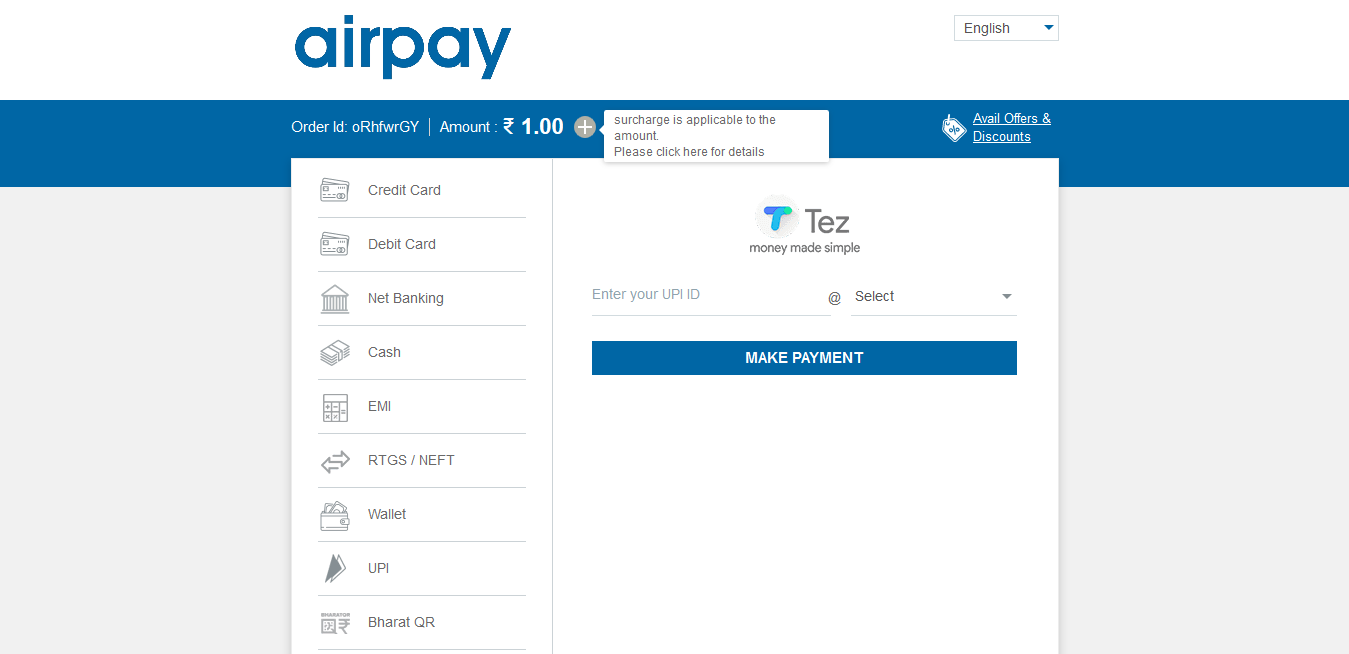 airpay
English
Order Id: oRhfwrGY
Amount : ₹ 1.00
surcharge is applicable to the
amount.
Please click here for details
Avail Offers &
Discounts
Credit Card
Debit Card
Net Banking
Cash
EMI
RTGS / NEFT
Wallet
UPI
BHARATQR
Bharat QR
Tez
money made simple
Enter your UPI ID
@
Select
MAKE PAYMENT